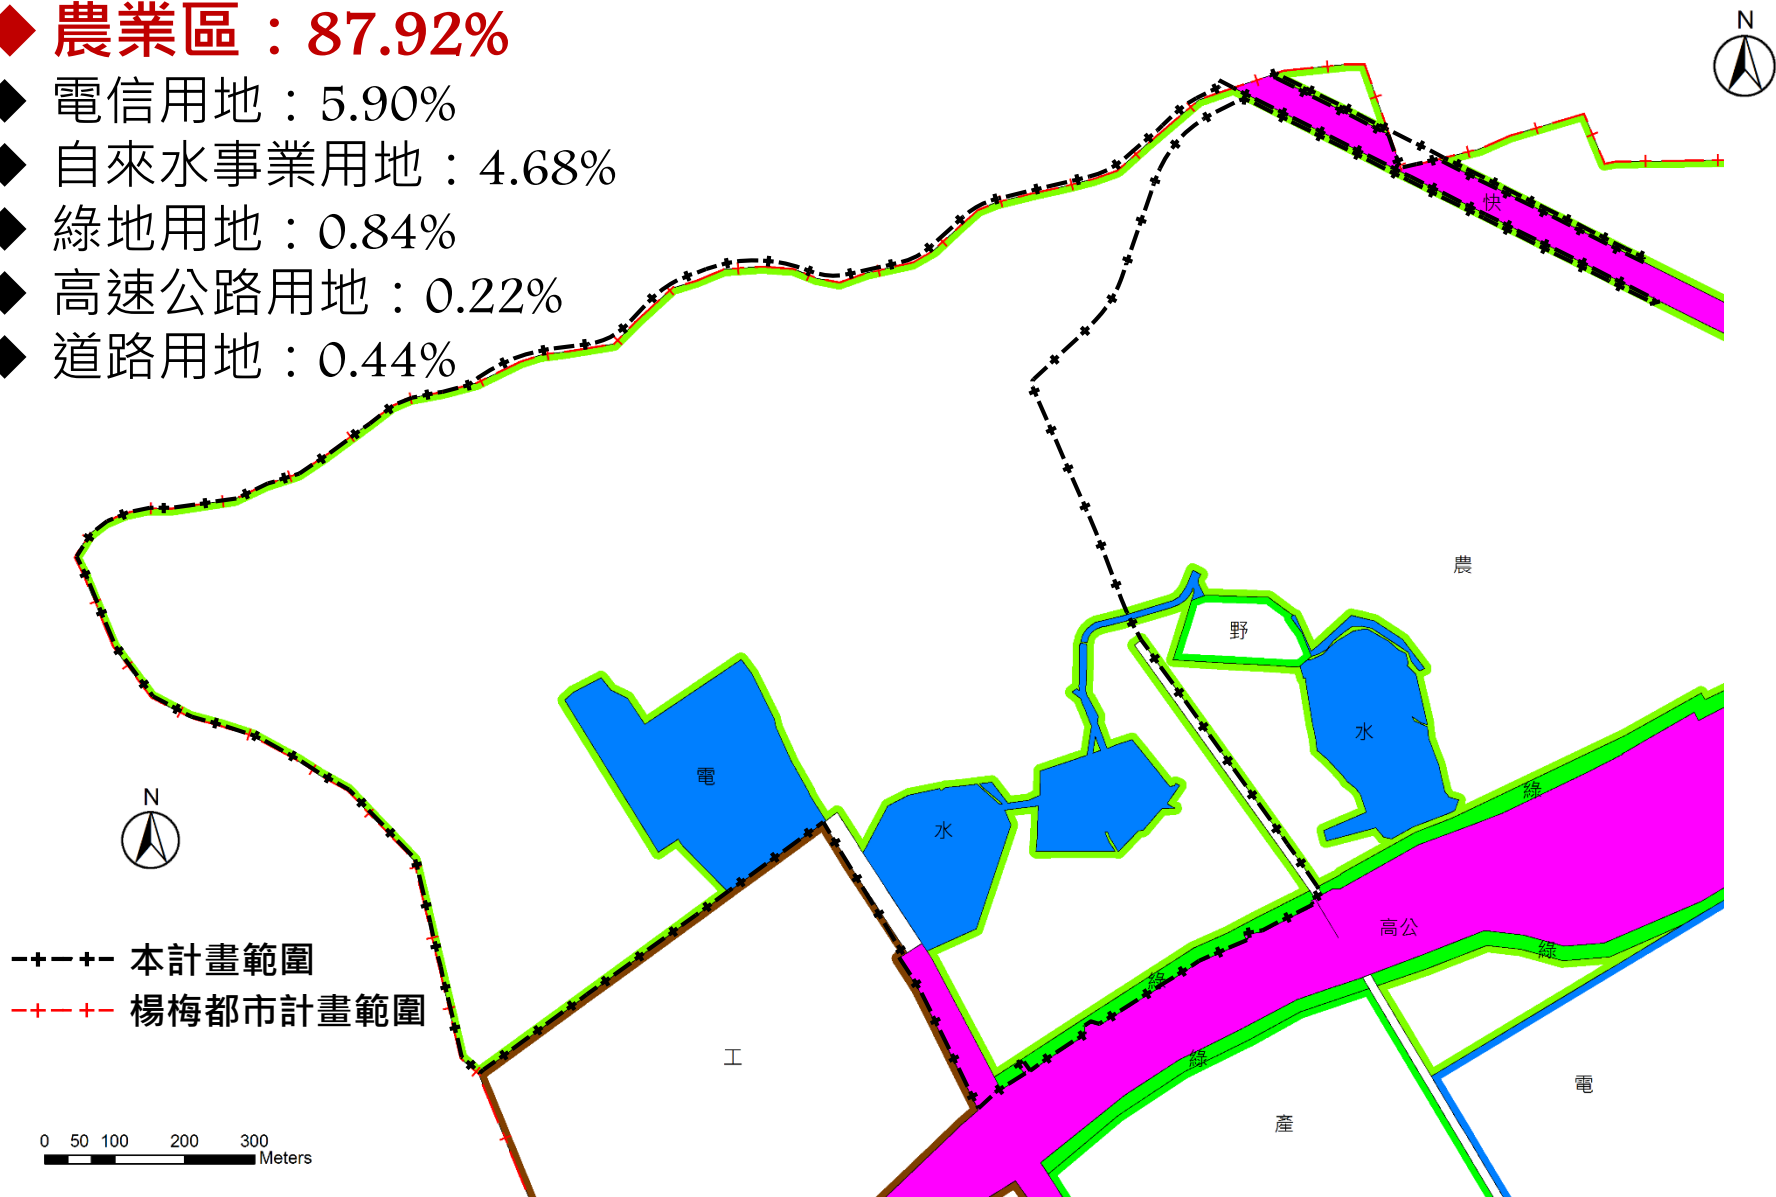 農業區：87.92%
電信用地：5.90%
自來水事業用地：4.68%
綠地用地：0.84%
高速公路用地：0.22%
道路用地：0.44%
N
快
農
野
水
電
水
綠
N
高公
綠
綠
本計畫範圍
楊梅都市計畫範圍
工
綠
電
產
0 50 100 200 300
Meters